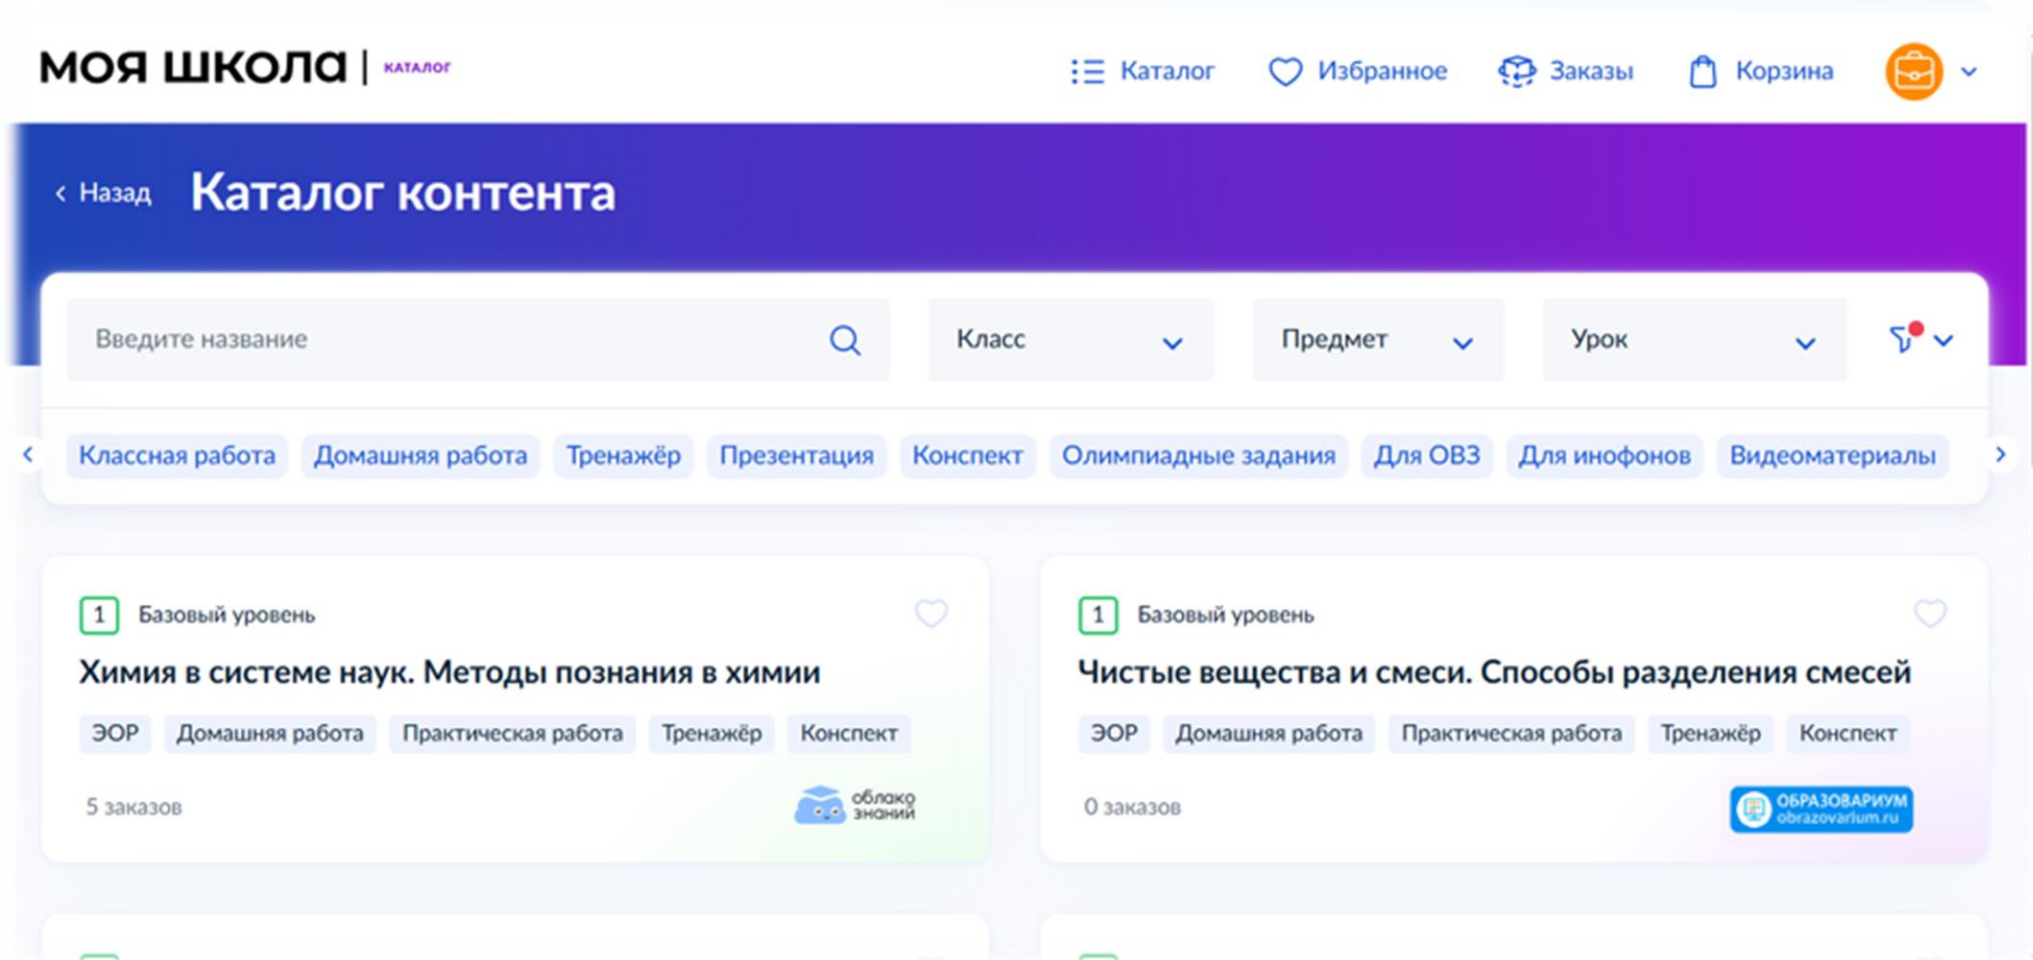 МОЯ ШКОЛА | КАТАЛОГ
Каталог
Избранное
Заказы
Корзина
Назад
Каталог контента
Введите название
Класс
Предмет
Урок
Классная работа
Домашняя работа
Тренажёр
Презентация
Конспект
Олимпиадные задания
Для ОВЗ
Для инофонов
Видеоматериалы
1 Базовый уровень
Химия в системе наук. Методы познания в химии
ЭОР
Домашняя работа
Практическая работа
Тренажёр
Конспект
5 заказов
облако
знаний
1 Базовый уровень
Чистые вещества и смеси. Способы разделения смесей
ЭОР
Домашняя работа
Практическая работа
Тренажёр
Конспект
0 заказов
ОБРАЗОВАРИУМ
obrazovarium.ru